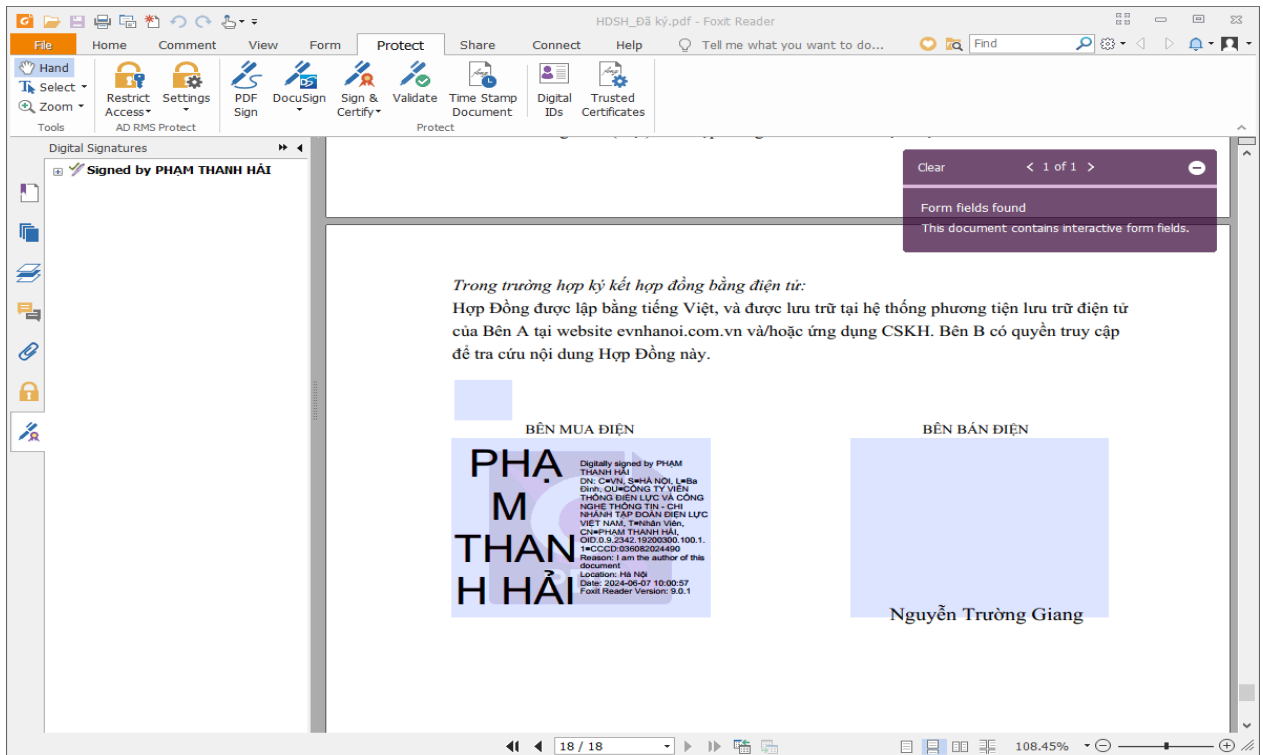 HDSH_Đã ký.pdf - Foxit Reader
File Home Comment View Form Protect Share Connect Help Tell me what you want to do... Find
Hand
Select
Zoom
Tools
Restrict Access
Settings
AD RMS Protect
PDF Sign
DocuSign
Sign & Certify
Validate
Time Stamp Document
Digital IDs
Trusted Certificates
Protect
Digital Signatures
Signed by PHẠM THANH HẢI
Clear < 1 of 1 >
Form fields found
This document contains interactive form fields.
Trong trường hợp ký kết hợp đồng bằng điện tử:
Hợp Đồng được lập bằng tiếng Việt, và được lưu trữ tại hệ thống phương tiện lưu trữ điện tử
của Bên A tại website evnhanoi.com.vn và/hoặc ứng dụng CSKH. Bên B có quyền truy cập
để tra cứu nội dung Hợp Đồng này.
BÊN MUA ĐIỆN
PHẠ
M
THAN
H HẢI
Digitally signed by PHẠM
THANH HẢI
DN: C=VN, S=HÀ NỘI, L=Ba
Đình, OU=CÔNG TY VIỄN
THÔNG ĐIỆN LỰC VÀ CÔNG
NGHỆ THÔNG TIN - CHI
NHÁNH TẬP ĐOÀN ĐIỆN LỰC
VIỆT NAM, T=Nhân Viên,
CN=PHẠM THANH HẢI,
OID.0.9.2342.19200300.100.1.
1=CCCD:036082024490
Reason: I am the author of this
document
Location: Hà Nội
Date: 2024-06-07 10:00:57
Foxit Reader Version: 9.0.1
BÊN BÁN ĐIỆN
Nguyễn Trường Giang
18 / 18
108.45%